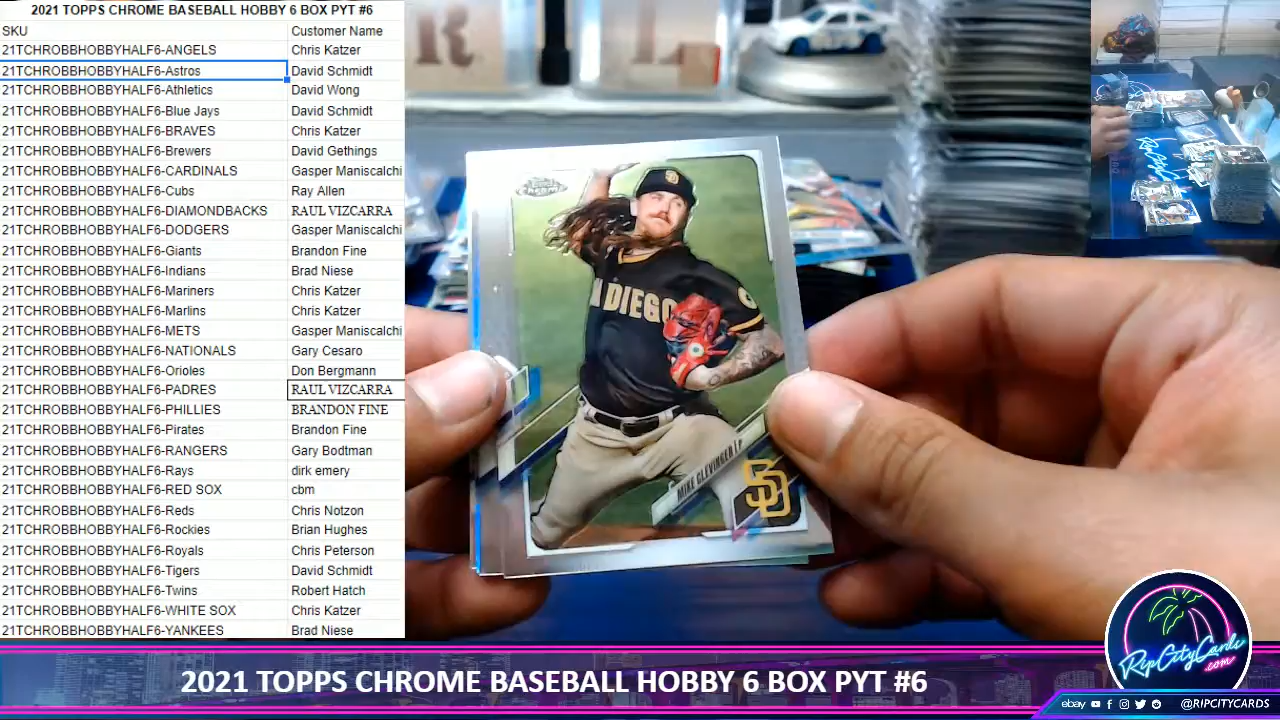 2021 TOPPS CHROME BASEBALL HOBBY 6 BOX PYT #6
SKU Customer Name
21TCHROBBHOBBYHALF6-ANGELS Chris Katzer
21TCHROBBHOBBYHALF6-Astros David Schmidt
21TCHROBBHOBBYHALF6-Athletics David Wong
21TCHROBBHOBBYHALF6-Blue Jays David Schmidt
21TCHROBBHOBBYHALF6-BRAVES Chris Katzer
21TCHROBBHOBBYHALF6-Brewers David Gethings
21TCHROBBHOBBYHALF6-CARDINALS Gasper Maniscalchi
21TCHROBBHOBBYHALF6-Cubs Ray Allen
21TCHROBBHOBBYHALF6-DIAMONDBACKS RAUL VIZCARRA
21TCHROBBHOBBYHALF6-DODGERS Gasper Maniscalchi
21TCHROBBHOBBYHALF6-Giants Brandon Fine
21TCHROBBHOBBYHALF6-Indians Brad Niese
21TCHROBBHOBBYHALF6-Mariners Chris Katzer
21TCHROBBHOBBYHALF6-Marlins Chris Katzer
21TCHROBBHOBBYHALF6-METS Gasper Maniscalchi
21TCHROBBHOBBYHALF6-NATIONALS Gary Cesaro
21TCHROBBHOBBYHALF6-Orioles Don Bergmann
21TCHROBBHOBBYHALF6-PADRES RAUL VIZCARRA
21TCHROBBHOBBYHALF6-PHILLIES BRANDON FINE
21TCHROBBHOBBYHALF6-Pirates Brandon Fine
21TCHROBBHOBBYHALF6-RANGERS Gary Bodtman
21TCHROBBHOBBYHALF6-Rays dirk emery
21TCHROBBHOBBYHALF6-RED SOX cbm
21TCHROBBHOBBYHALF6-Reds Chris Notzon
21TCHROBBHOBBYHALF6-Rockies Brian Hughes
21TCHROBBHOBBYHALF6-Royals Chris Peterson
21TCHROBBHOBBYHALF6-Tigers David Schmidt
21TCHROBBHOBBYHALF6-Twins Robert Hatch
21TCHROBBHOBBYHALF6-WHITE SOX Chris Katzer
21TCHROBBHOBBYHALF6-YANKEES Brad Niese
R L
Topps Chrome
SD
N DIEGO
MIKE CLEVINGER | P
SD
RipCityCards
.com
2021 TOPPS CHROME BASEBALL HOBBY 6 BOX PYT #6
ebay @RIPCITYCARDS